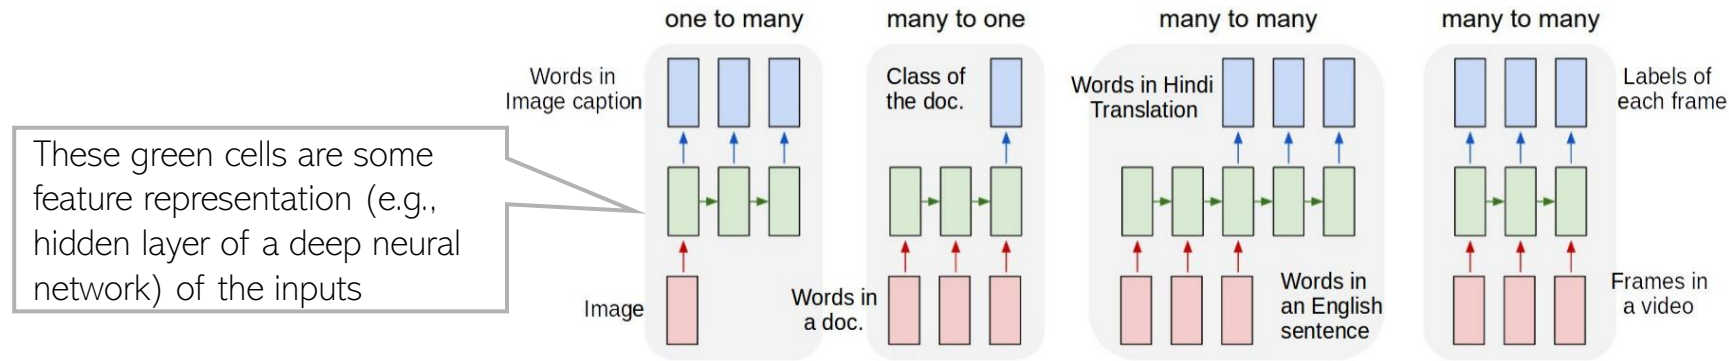 one to many
many to one
many to many
many to many
Words in
Image caption
Class of
the doc.
Words in Hindi
Translation
Labels of
each frame
These green cells are some
feature representation (e.g.,
hidden layer of a deep neural
network) of the inputs
Image
Words in
a doc.
Words in
an English
sentence
Frames in
a video